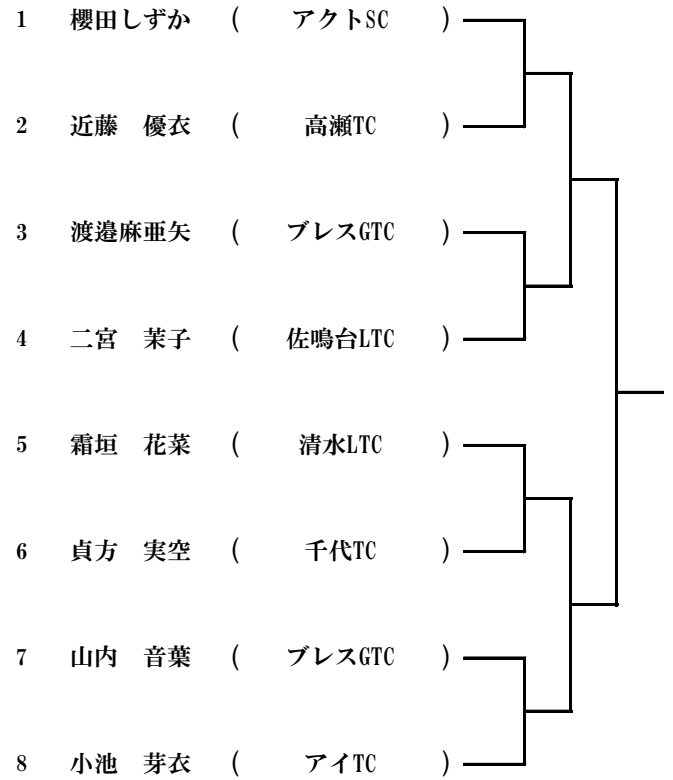 1 櫻田しずか ( アクトSC )
2 近藤 優衣 ( 高瀬TC )
3 渡邉麻亜矢 ( ブレスGTC )
4 二宮 茉子 ( 佐鳴台LTC )
5 霜垣 花菜 ( 清水LTC )
6 貞方 実空 ( 千代TC )
7 山内 音葉 ( ブレスGTC )
8 小池 芽衣 ( アイTC )